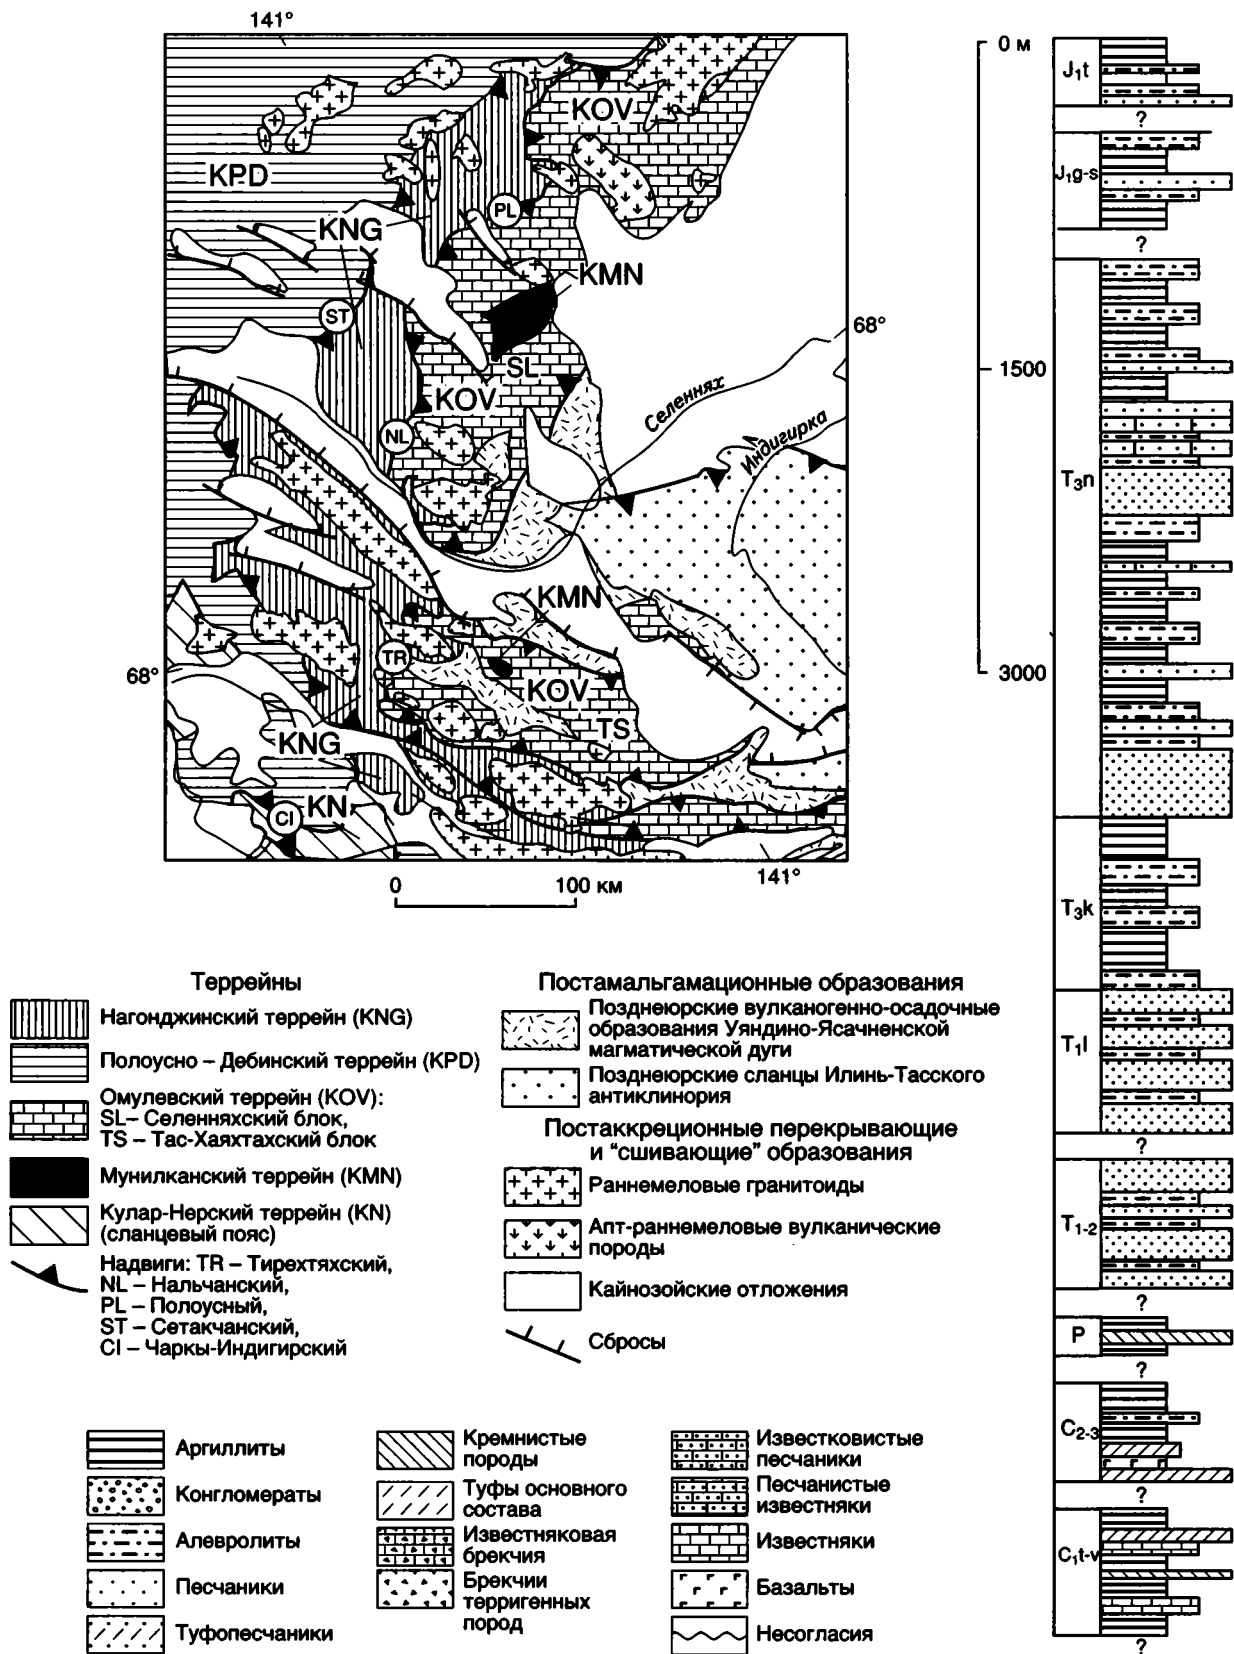 141°
KPD
KOV
PL
KNG
KMN
ST
68°
SL
KOV
Селеннях
Индигирка
NL
KMN
TR
68°
KOV
TS
KNG
KN
CI
141°
0
100 км
0 м
1500
3000
J₁t
?
J₁g-s
?
T₃n
T₃k
T₁l
?
T₁₋₂
?
P
?
C₂₋₃
?
C₁t-v
?
Террейны
Нагонджинский террейн (KNG)
Полоусно – Дебинский террейн (KPD)
Омулевский террейн (KOV):
SL– Селенняхский блок,
TS – Тас-Хаяхтахский блок
Мунилканский террейн (KMN)
Кулар-Нерский террейн (KN)
(сланцевый пояс)
Надвиги: TR – Тирехтяхский,
NL – Нальчанский,
PL – Полоусный,
ST – Сетакчанский,
CI – Чаркы-Индигирский
Постамальгамационные образования
Позднеюрские вулканогенно-осадочные
образования Уяндино-Ясачненской
магматической дуги
Позднеюрские сланцы Илинь-Тасского
антиклинория
Постаккреционные перекрывающие
и “сшивающие” образования
Раннемеловые гранитоиды
Апт-раннемеловые вулканические
породы
Кайнозойские отложения
Сбросы
Аргиллиты
Конгломераты
Алевролиты
Песчаники
Туфопесчаники
Кремнистые
породы
Туфы основного
состава
Известняковая
брекчия
Брекчии
терригенных
пород
Известковистые
песчаники
Песчанистые
известняки
Известняки
Базальты
Несогласия